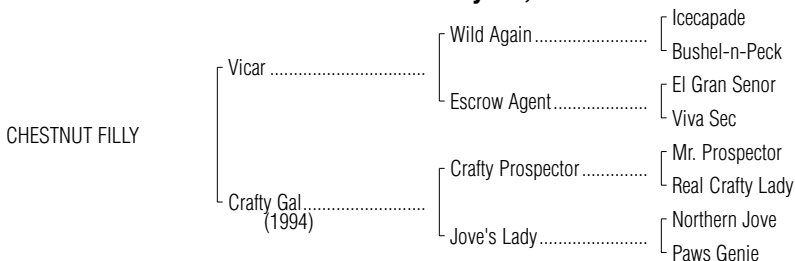 Icecapade
Wild Again
Bushel-n-Peck
Vicar
El Gran Senor
Escrow Agent
Viva Sec
CHESTNUT FILLY
Mr. Prospector
Crafty Prospector
Real Crafty Lady
Crafty Gal
(1994)
Northern Jove
Jove's Lady
Paws Genie